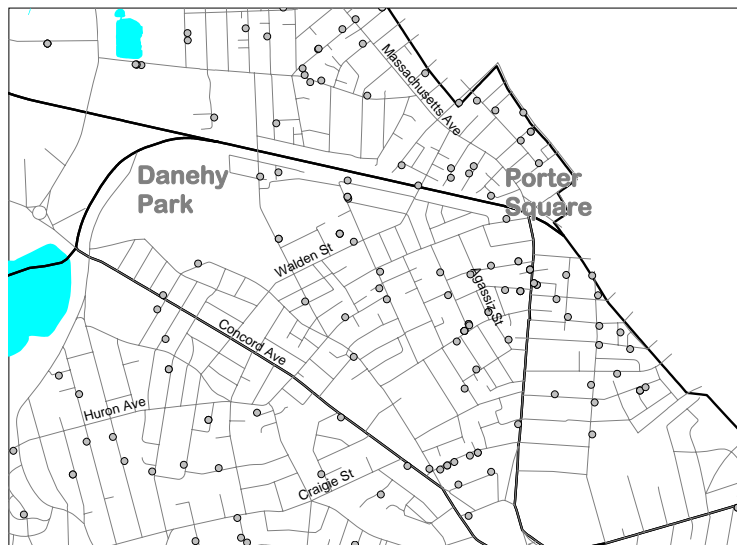 Massachusetts Ave
Danehy
Park
Porter
Square
Walden St
Agassiz St
Concord Ave
Huron Ave
Craigie St